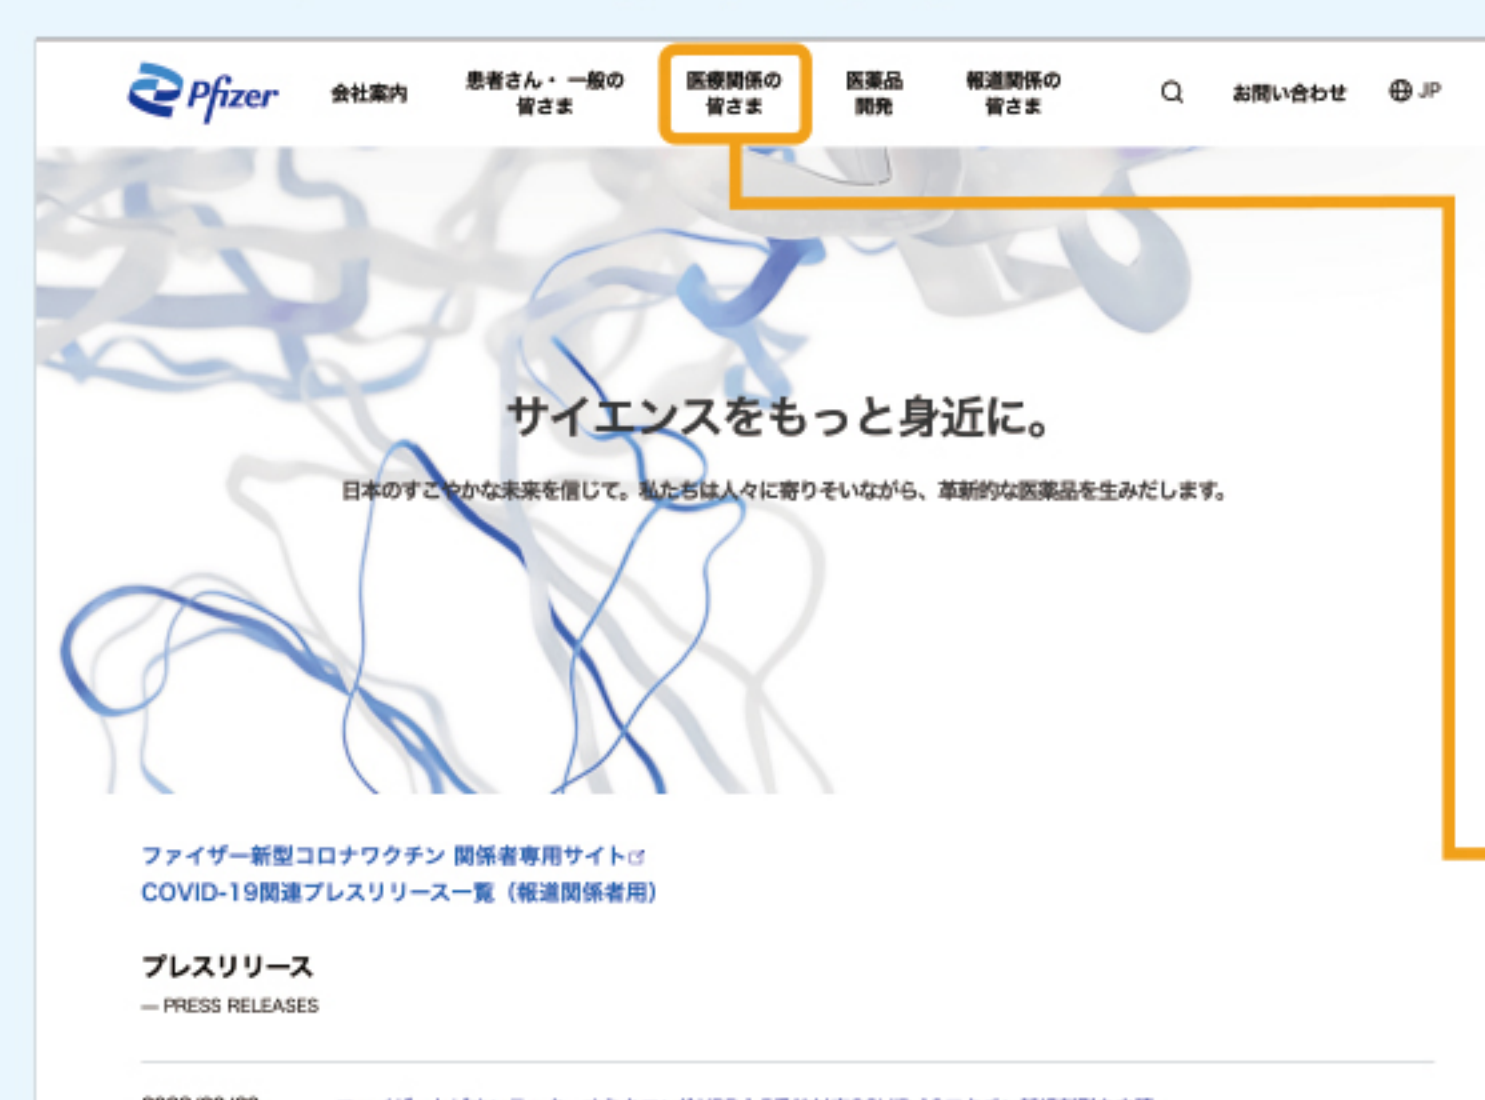 Pfizer
会社案内
患者さん・一般の
皆さま
医療関係の
皆さま
医薬品
開発
報道関係の
皆さま
お問い合わせ
JP
サイエンスをもっと身近に。
日本のすこやかな未来を信じて。私たちは人々に寄りそいながら、革新的な医薬品を生みだします。
ファイザー新型コロナワクチン 関係者専用サイト
COVID-19関連プレスリリース一覧（報道関係者用）
プレスリリース
— PRESS RELEASES